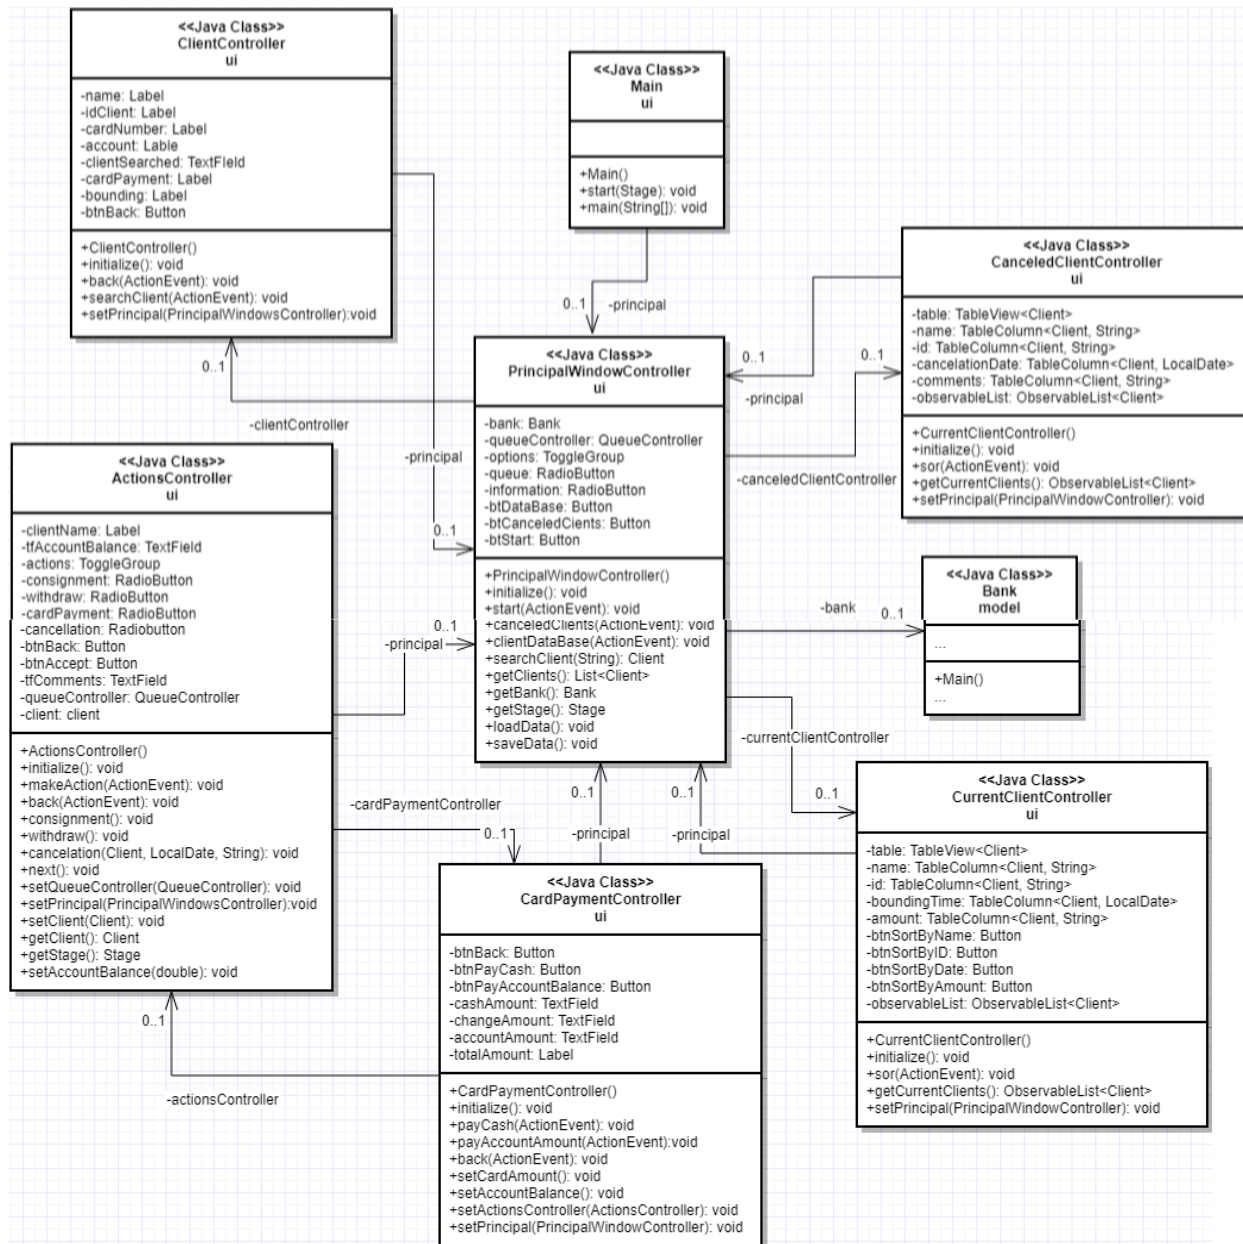 <<Java Class>>
ClientController
ui
-name: Label
-idClient: Label
-cardNumber: Label
-account: Lable
-clientSearched: TextFIeld
-cardPayment: Label
-bounding: Label
-btnBack: Button
+ClientController()
+initialize(): void
+back(ActionEvent): void
+searchClient(ActionEvent): void
+setPrincipal(PrincipalWindowsController):void
<<Java Class>>
Main
ui
+Main()
+start(Stage): void
+main(String[]): void
<<Java Class>>
CanceledClientController
ui
-table: TableView<Client>
-name: TableColumn<Client, String>
-id: TableColumn<Client, String>
-cancelationDate: TableColumn<Client, LocalDate>
-comments: TableColumn<Client, String>
-observableList: ObservableList<Client>
+CurrentClientController()
+initialize(): void
+sor(ActionEvent): void
+getCurrentClients(): ObservableList<Client>
+setPrincipal(PrincipalWindowController): void
0..1
-principal
0..1
-clientController
-principal
0..1
0..1
-principal
0..1
-canceledClientController
<<Java Class>>
PrincipalWindowController
ui
-bank: Bank
-queueController: QueueController
-options: ToggleGroup
-queue: RadioButton
-information: RadioButton
-btDataBase: Button
-btCanceledCients: Button
-btStart: Button
+PrincipalWindowController()
+initialize(): void
+start(ActionEvent): void
+canceledClients(ActionEvent): void
+clientDataBase(ActionEvent): void
+searchClient(String): Client
+getClients(): List<Client>
+getBank(): Bank
+getStage(): Stage
+loadData(): void
+saveData(): void
<<Java Class>>
ActionsController
ui
-clientName: Label
-tfAccountBalance: TextField
-actions: ToggleGroup
-consignment: RadioButton
-withdraw: RadioButton
-cardPayment: RadioButton
-cancellation: Radiobutton
-btnBack: Button
-btnAccept: Button
-tfComments: TextField
-queueController: QueueController
-client: client
+ActionsController()
+initialize(): void
+makeAction(ActionEvent): void
+back(ActionEvent): void
+consignment(): void
+withdraw(): void
+cancelation(Client, LocalDate, String): void
+next(): void
+setQueueController(QueueController): void
+setPrincipal(PrincipalWindowsController):void
+setClient(Client): void
+getClient(): Client
+getStage(): Stage
+setAccountBalance(double): void
0..1
-principal
-bank
0..1
<<Java Class>>
Bank
model
...
+Main()
...
-currentClientController
0..1
-cardPaymentController
0..1
0..1
-principal
0..1
-principal
<<Java Class>>
CardPaymentController
ui
-btnBack: Button
-btnPayCash: Button
-btnPayAccountBalance: Button
-cashAmount: TextField
-changeAmount: TextField
-accountAmount: TextField
-totalAmount: Label
+CardPaymentController()
+initialize(): void
+payCash(ActionEvent): void
+payAccountAmount(ActionEvent):void
+back(ActionEvent): void
+setCardAmount(): void
+setAccountBalance(): void
+setActionsController(ActionsController): void
+setPrincipal(PrincipalWindowController): void
<<Java Class>>
CurrentClientController
ui
-table: TableView<Client>
-name: TableColumn<Client, String>
-id: TableColumn<Client, String>
-boundingTime: TableColumn<Client, LocalDate>
-amount: TableColumn<Client, String>
-btnSortByName: Button
-btnSortByID: Button
-btnSortByDate: Button
-btnSortByAmount: Button
-observableList: ObservableList<Client>
+CurrentClientController()
+initialize(): void
+sor(ActionEvent): void
+getCurrentClients(): ObservableList<Client>
+setPrincipal(PrincipalWindowController): void
0..1
-actionsController